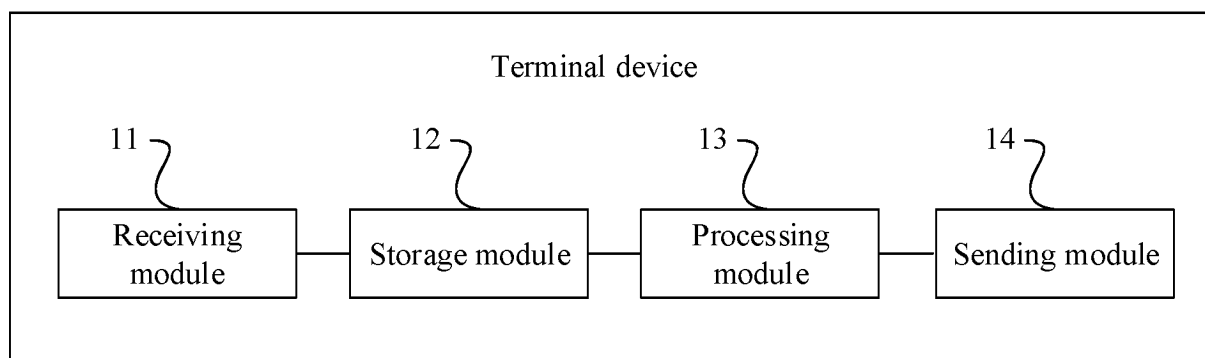 Terminal device
11
12
13
14
Receiving
module
Storage module
Processing
module
Sending module